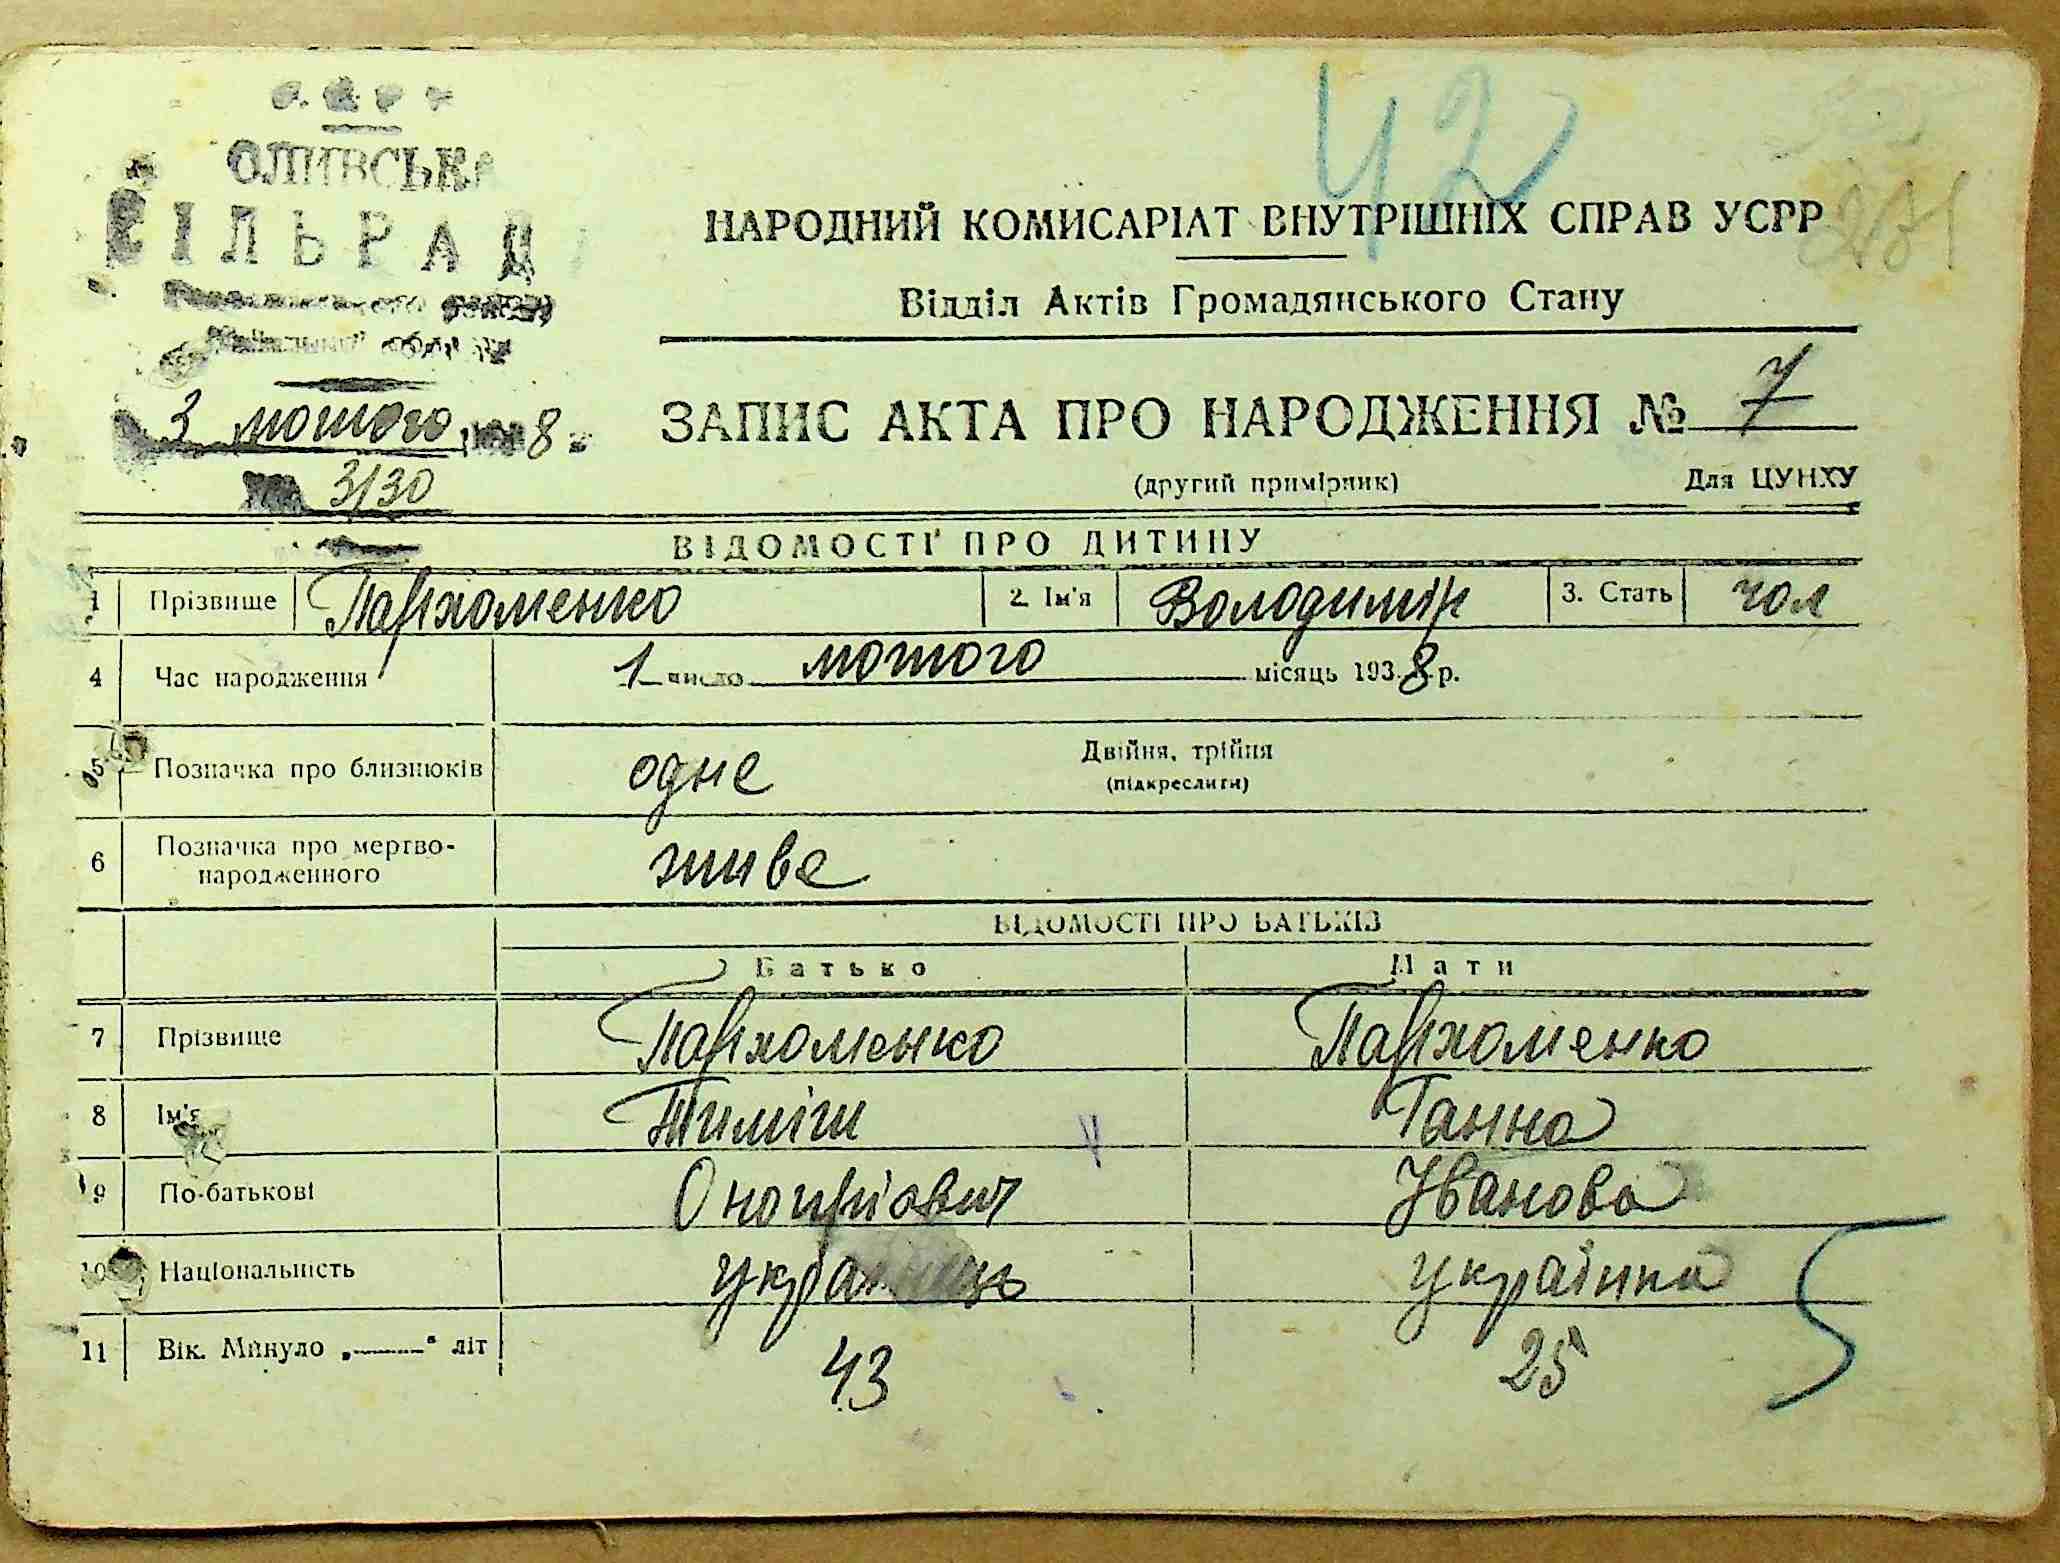 42
ОЛІЇВСЬКА
СІЛЬРАДА
3 лютого 1938
3/30
НАРОДНИЙ КОМИСАРІАТ ВНУТРІШНІХ СПРАВ УСРР
Відділ Актів Громадянського Стану
ЗАПИС АКТА ПРО НАРОДЖЕННЯ № 7
(другий примірник) Для ЦУНХУ
ВІДОМОСТІ ПРО ДИТИНУ
1 Прізвище Пархоменко 2. Ім'я Володимір 3. Стать чол
4 Час народження 1 число лютого місяць 1938 р.
5 Позначка про близнюків одне Двійня, трійня
(підкреслити)
6 Позначка про мертво-
народженного живе
ВІДОМОСТІ ПРО БАТЬКІВ
Батько Мати
7 Прізвище Пархоменко Пархоменко
8 Ім'я Тиміш Ганна
9 По-батькові Оноприович Іванова
10 Національність українець українка
11 Вік. Минуло „——" літ 43 25
5